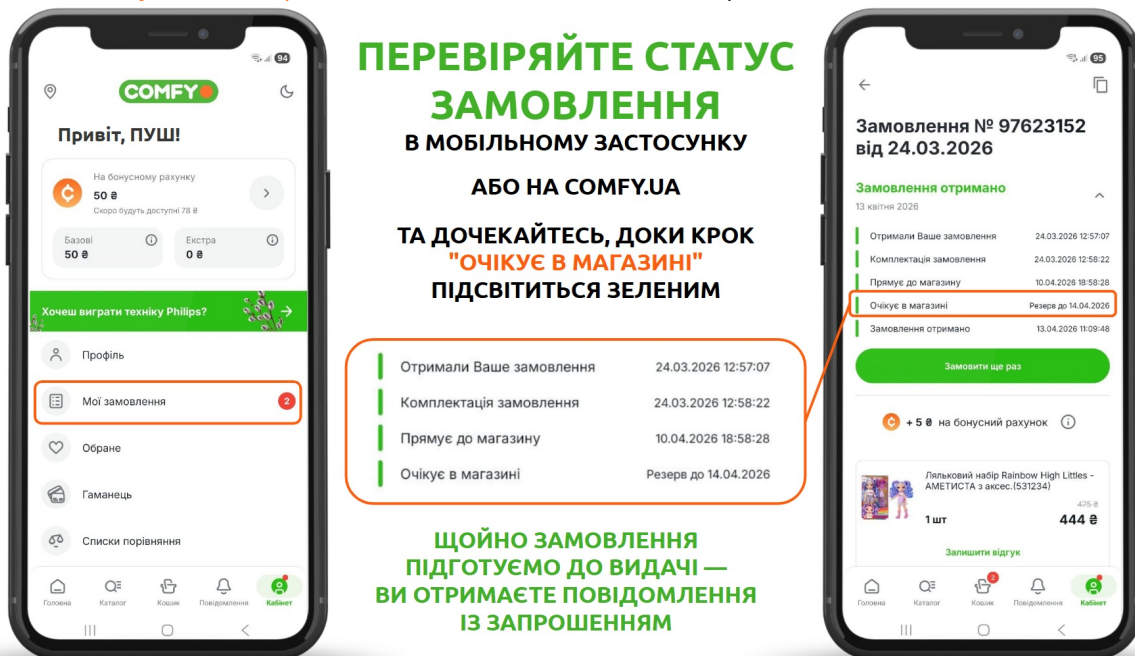 94
COMFY
Привіт, ПУШ!
На бонусному рахунку
50 ₴
Скоро будуть доступні 78 ₴
Базові
50 ₴
Екстра
0 ₴
Хочеш виграти техніку Philips?
Профіль
Мої замовлення
2
Обране
Гаманець
Списки порівняння
Головна
Каталог
Кошик
Повідомлення
Кабінет
ПЕРЕВІРЯЙТЕ СТАТУС
ЗАМОВЛЕННЯ
В МОБІЛЬНОМУ ЗАСТОСУНКУ
АБО НА COMFY.UA
ТА ДОЧЕКАЙТЕСЬ, ДОКИ КРОК
"ОЧІКУЄ В МАГАЗИНІ"
ПІДСВІТИТЬСЯ ЗЕЛЕНИМ
Отримали Ваше замовлення 24.03.2026 12:57:07
Комплектація замовлення 24.03.2026 12:58:22
Прямує до магазину 10.04.2026 18:58:28
Очікує в магазині Резерв до 14.04.2026
ЩОЙНО ЗАМОВЛЕННЯ
ПІДГОТУЄМО ДО ВИДАЧІ —
ВИ ОТРИМАЄТЕ ПОВІДОМЛЕННЯ
ІЗ ЗАПРОШЕННЯМ
95
Замовлення № 97623152
від 24.03.2026
Замовлення отримано
13 квітня 2026
Отримали Ваше замовлення 24.03.2026 12:57:07
Комплектація замовлення 24.03.2026 12:58:22
Прямує до магазину 10.04.2026 18:58:28
Очікує в магазині Резерв до 14.04.2026
Замовлення отримано 13.04.2026 11:09:48
Замовити ще раз
+ 5 ₴ на бонусний рахунок
Ляльковий набір Rainbow High Littles -
АМЕТИСТА з аксес.(531234)
475 ₴
1 шт 444 ₴
Залишити відгук
2
Головна
Каталог
Кошик
Повідомлення
Кабінет